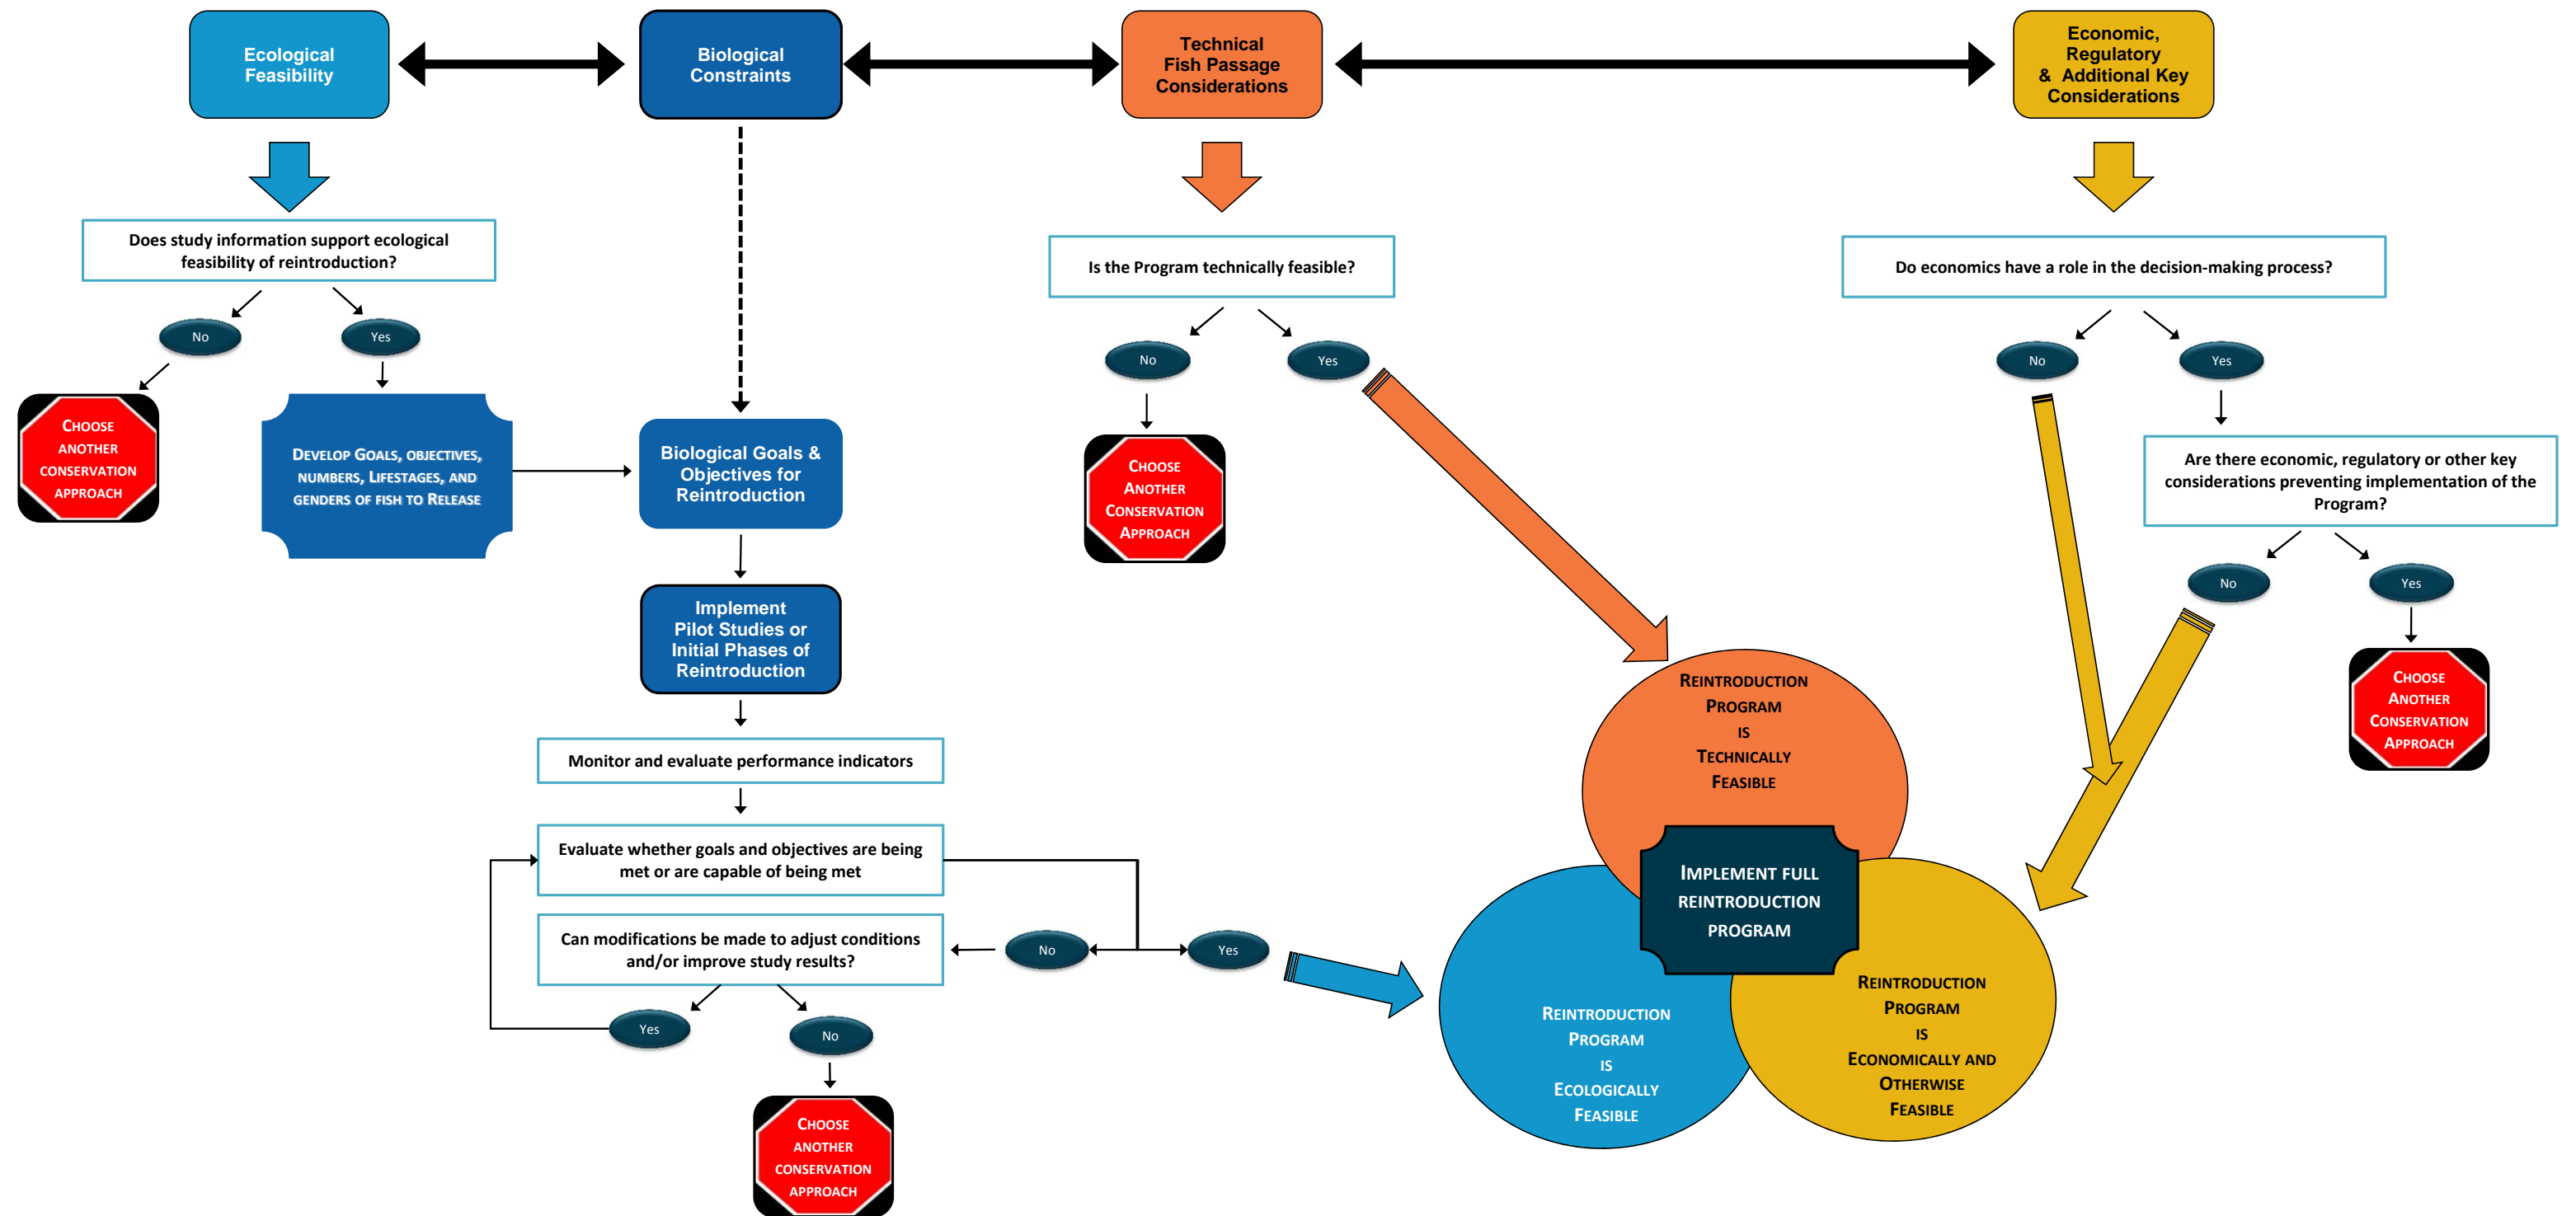 Ecological
Feasibility
Biological
Constraints
Technical
Fish Passage
Considerations
Economic,
Regulatory
& Additional Key
Considerations
Does study information support ecological
feasibility of reintroduction?
No
Yes
CHOOSE
ANOTHER
CONSERVATION
APPROACH
DEVELOP GOALS, OBJECTIVES,
NUMBERS, LIFESTAGES, AND
GENDERS OF FISH TO RELEASE
Biological Goals &
Objectives for
Reintroduction
Implement
Pilot Studies or
Initial Phases of
Reintroduction
Monitor and evaluate performance indicators
Evaluate whether goals and objectives are being
met or are capable of being met
No
Yes
Can modifications be made to adjust conditions
and/or improve study results?
Yes
No
CHOOSE
ANOTHER
CONSERVATION
APPROACH
Is the Program technically feasible?
No
Yes
CHOOSE
ANOTHER
CONSERVATION
APPROACH
Do economics have a role in the decision-making process?
No
Yes
Are there economic, regulatory or other key
considerations preventing implementation of the
Program?
No
Yes
CHOOSE
ANOTHER
CONSERVATION
APPROACH
REINTRODUCTION
PROGRAM
IS
TECHNICALLY
FEASIBLE
IMPLEMENT FULL
REINTRODUCTION
PROGRAM
REINTRODUCTION
PROGRAM
IS
ECOLOGICALLY
FEASIBLE
REINTRODUCTION
PROGRAM
IS
ECONOMICALLY AND
OTHERWISE
FEASIBLE